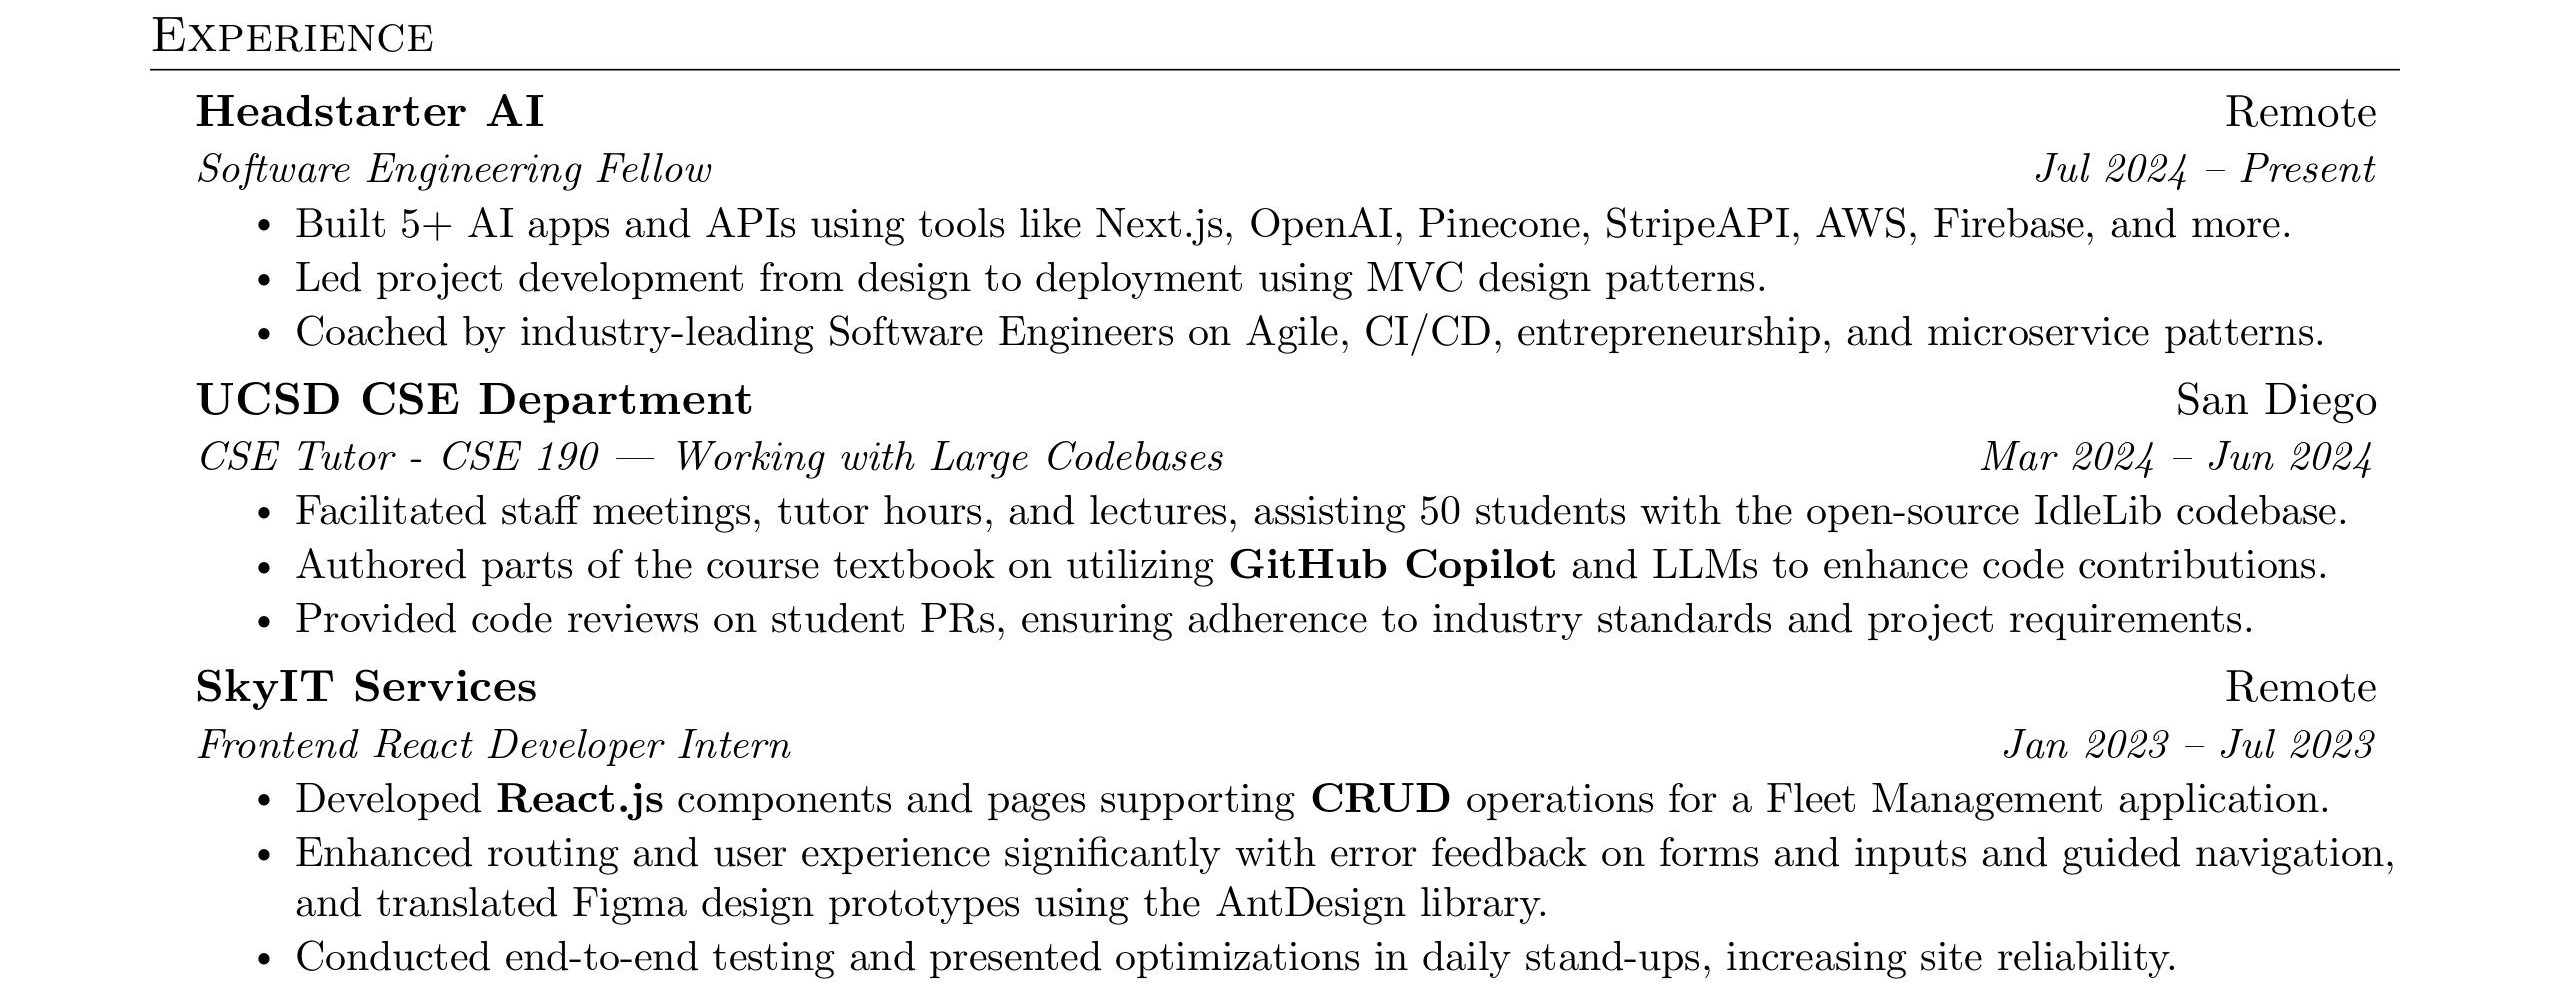 EXPERIENCE
Headstarter AI Remote
Software Engineering Fellow Jul 2024 – Present
• Built 5+ AI apps and APIs using tools like Next.js, OpenAI, Pinecone, StripeAPI, AWS, Firebase, and more.
• Led project development from design to deployment using MVC design patterns.
• Coached by industry-leading Software Engineers on Agile, CI/CD, entrepreneurship, and microservice patterns.
UCSD CSE Department San Diego
CSE Tutor - CSE 190 — Working with Large Codebases Mar 2024 – Jun 2024
• Facilitated staff meetings, tutor hours, and lectures, assisting 50 students with the open-source IdleLib codebase.
• Authored parts of the course textbook on utilizing GitHub Copilot and LLMs to enhance code contributions.
• Provided code reviews on student PRs, ensuring adherence to industry standards and project requirements.
SkyIT Services Remote
Frontend React Developer Intern Jan 2023 – Jul 2023
• Developed React.js components and pages supporting CRUD operations for a Fleet Management application.
• Enhanced routing and user experience significantly with error feedback on forms and inputs and guided navigation,
and translated Figma design prototypes using the AntDesign library.
• Conducted end-to-end testing and presented optimizations in daily stand-ups, increasing site reliability.